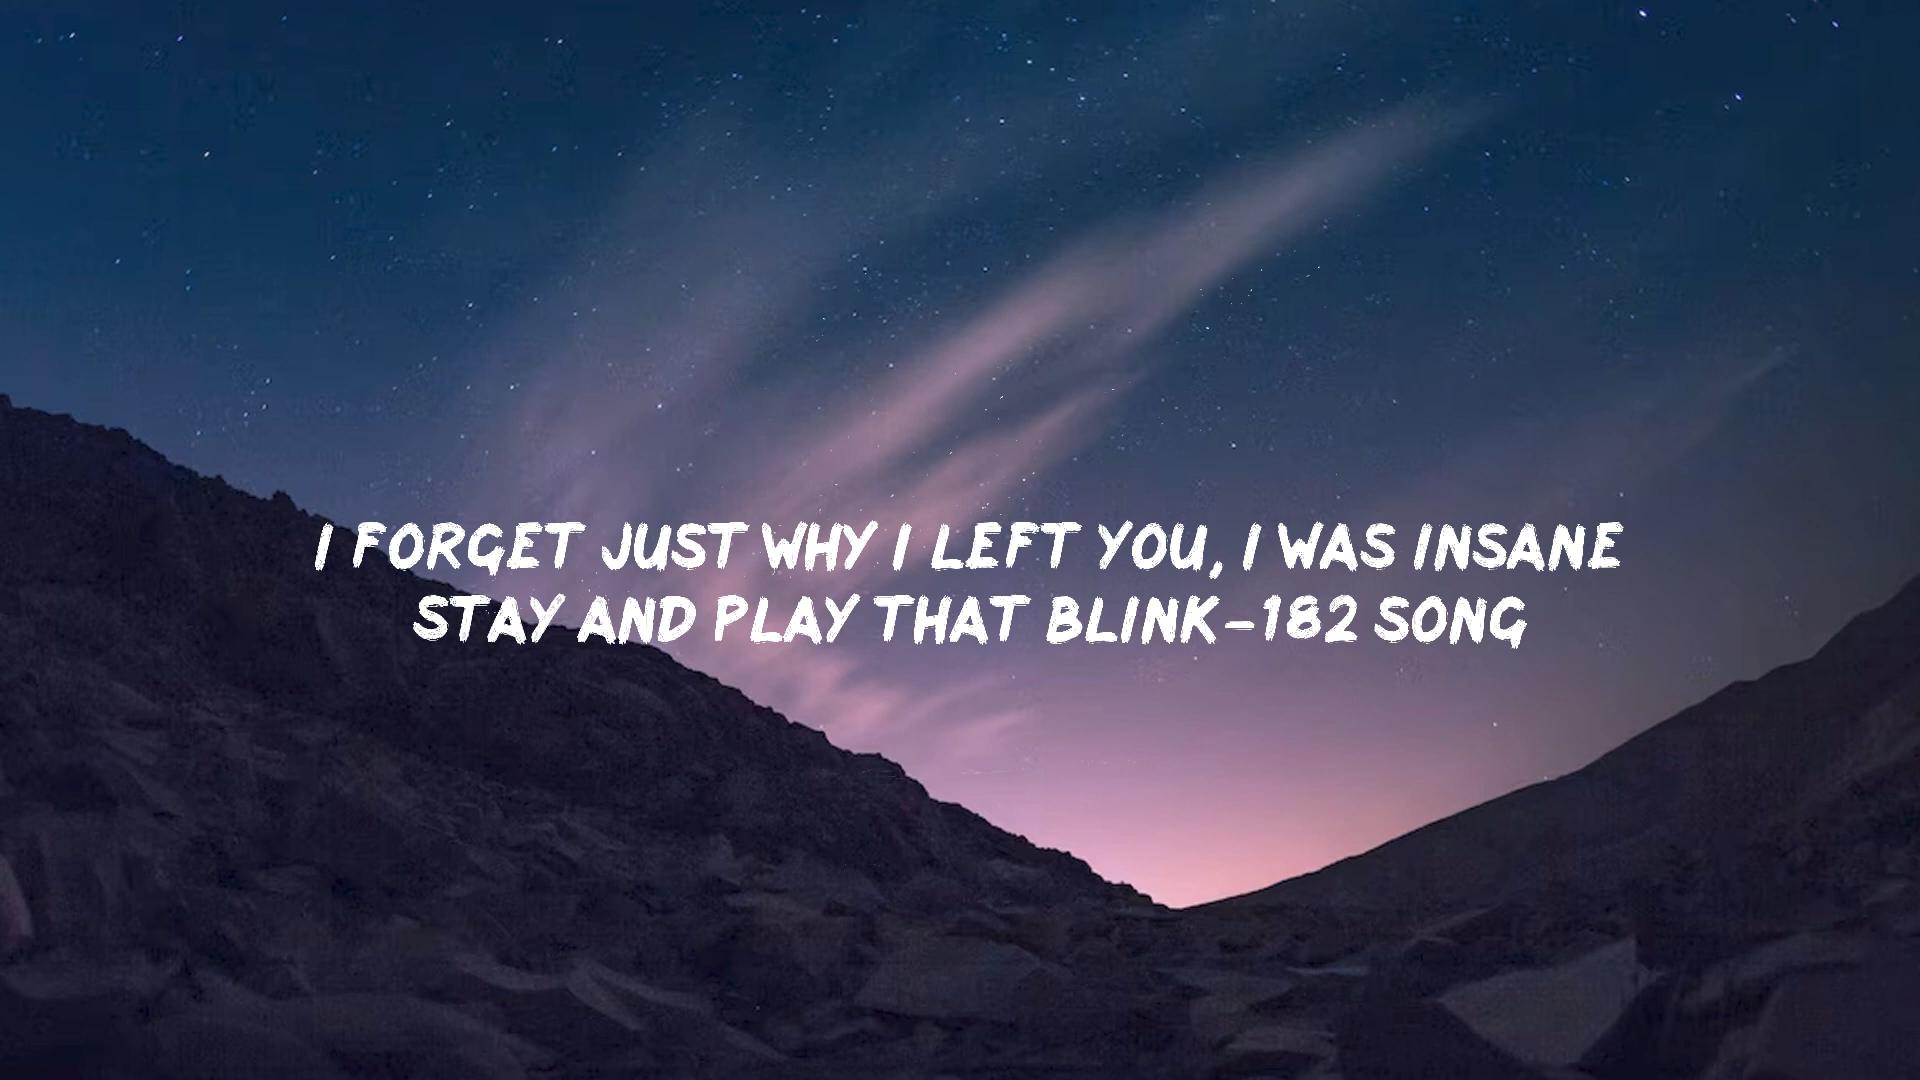 I FORGET JUST WHY I LEFT YOU, I WAS INSANE
STAY AND PLAY THAT BLINK-182 SONG